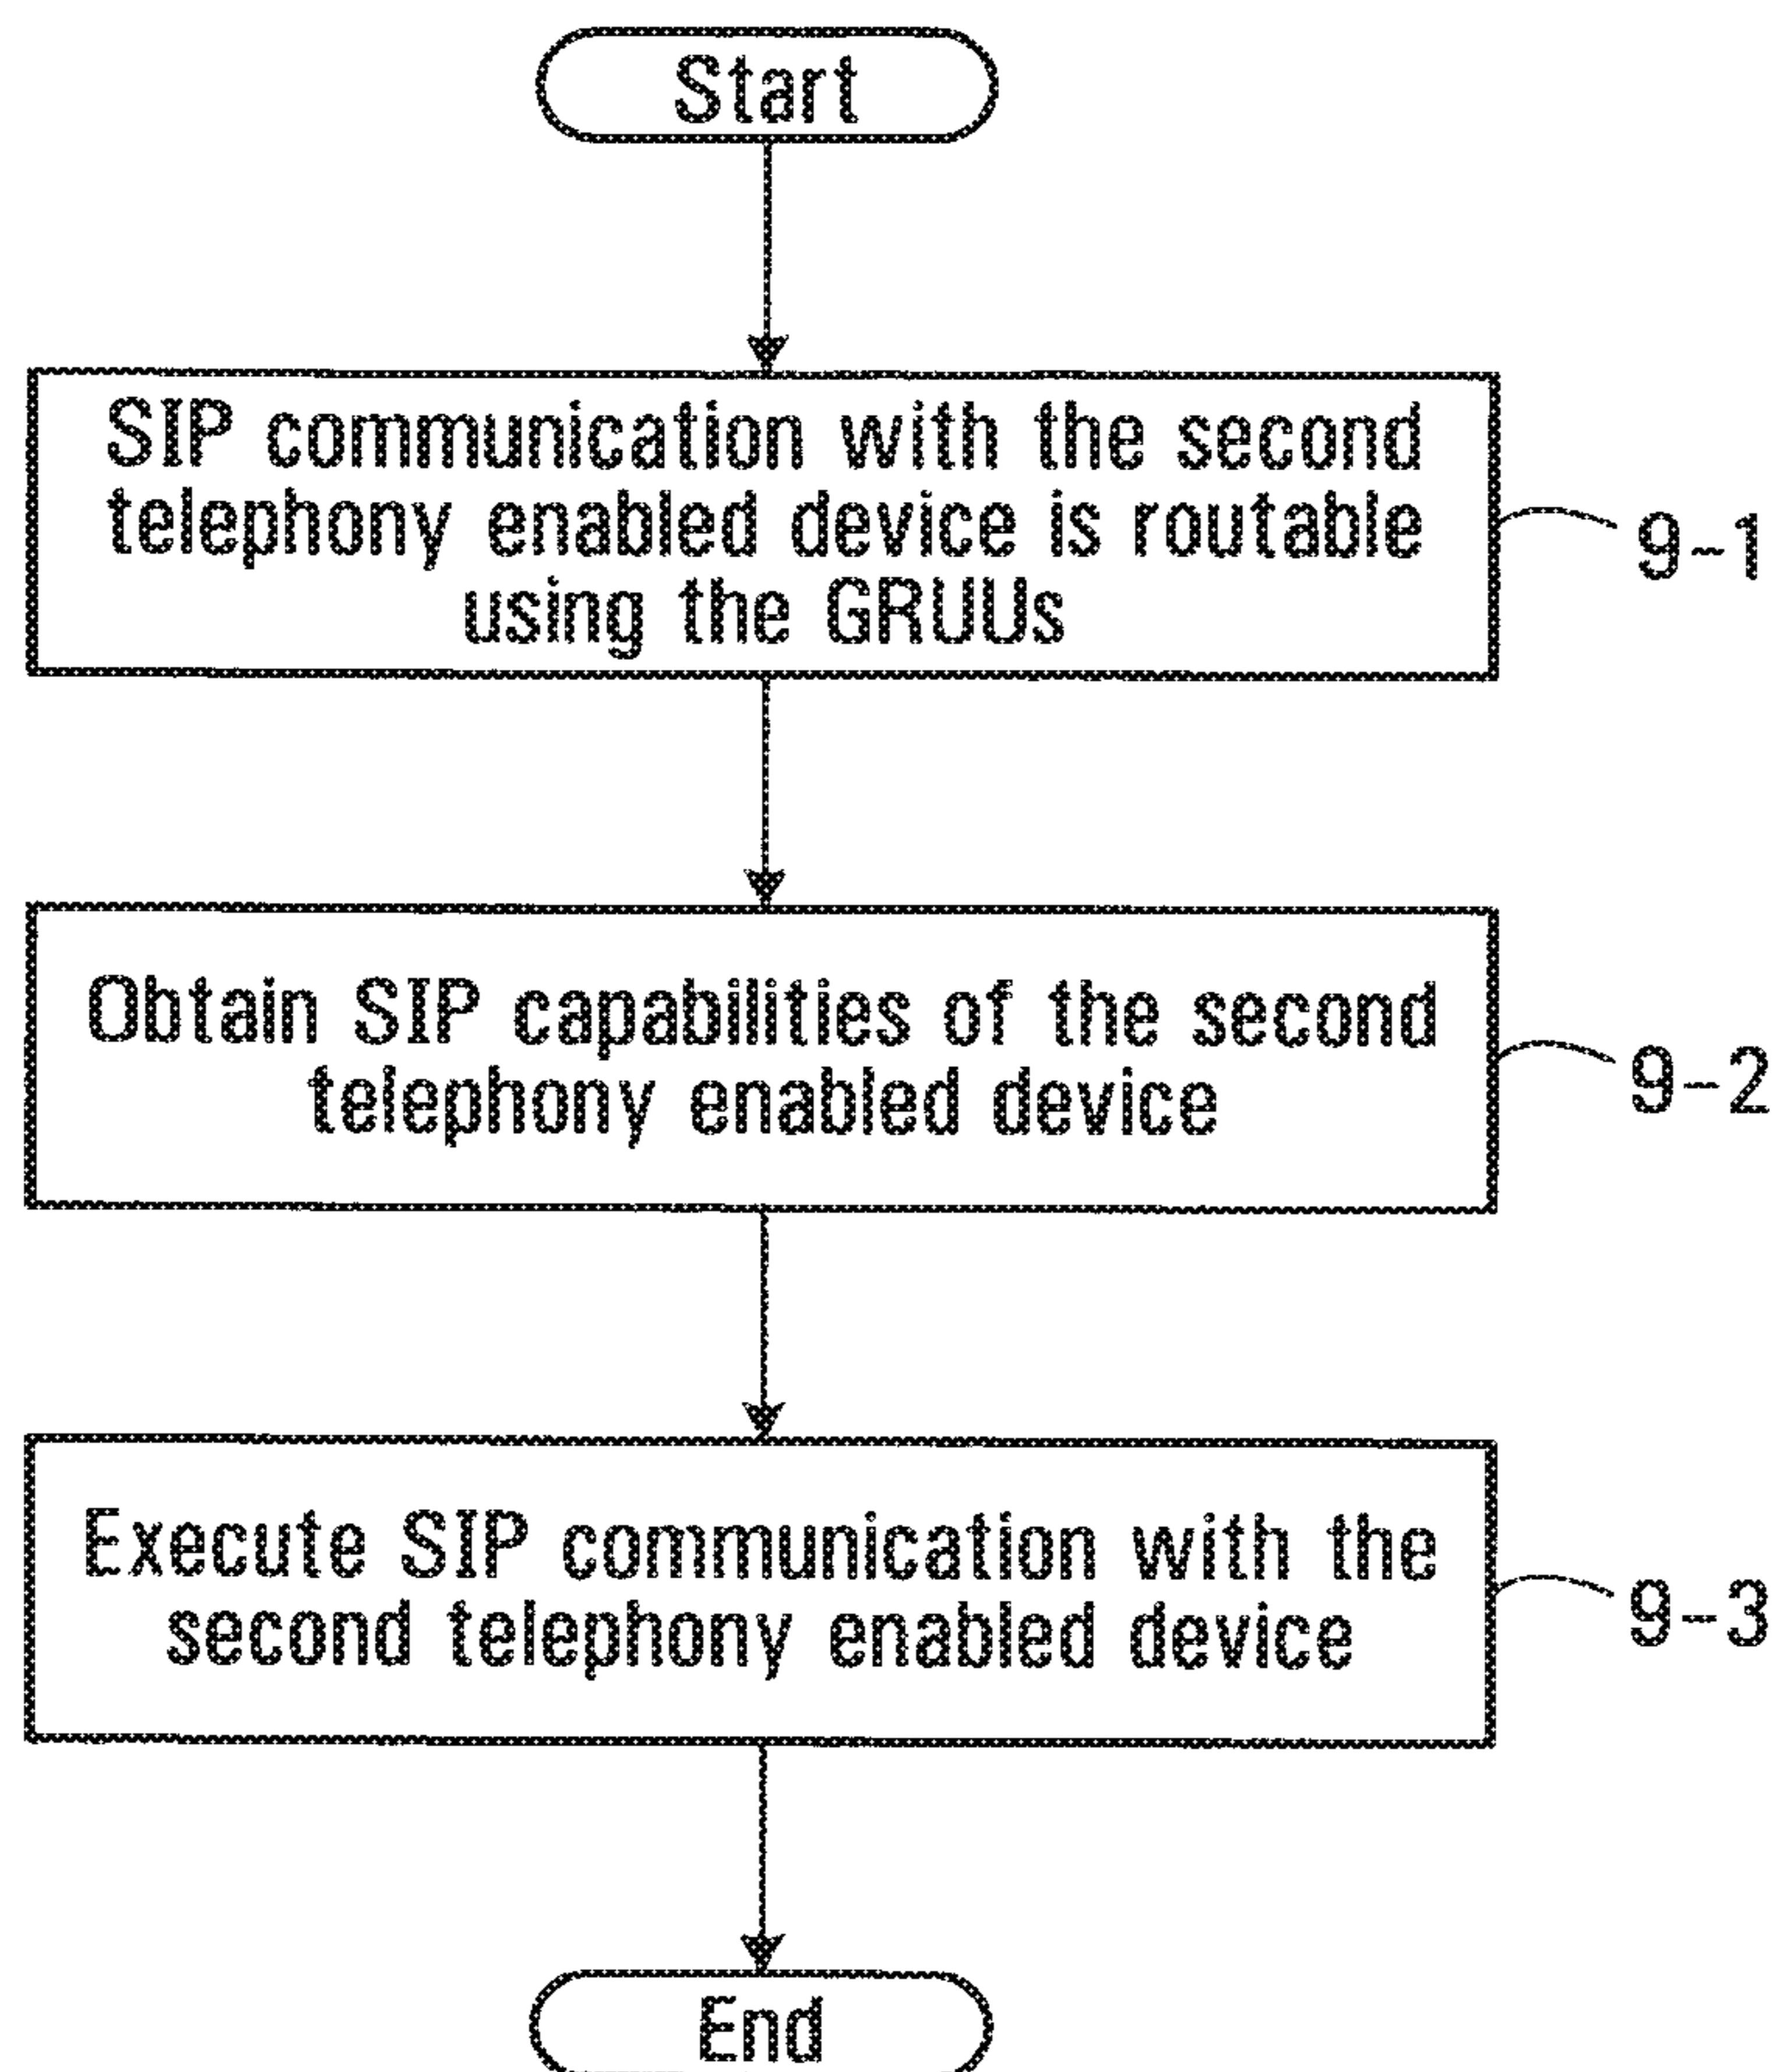 Start
SIP communication with the second
telephony enabled device is routable
using the GRUUs
9-1
Obtain SIP capabilities of the second
telephony enabled device
9-2
Execute SIP communication with the
second telephony enabled device
9-3
End